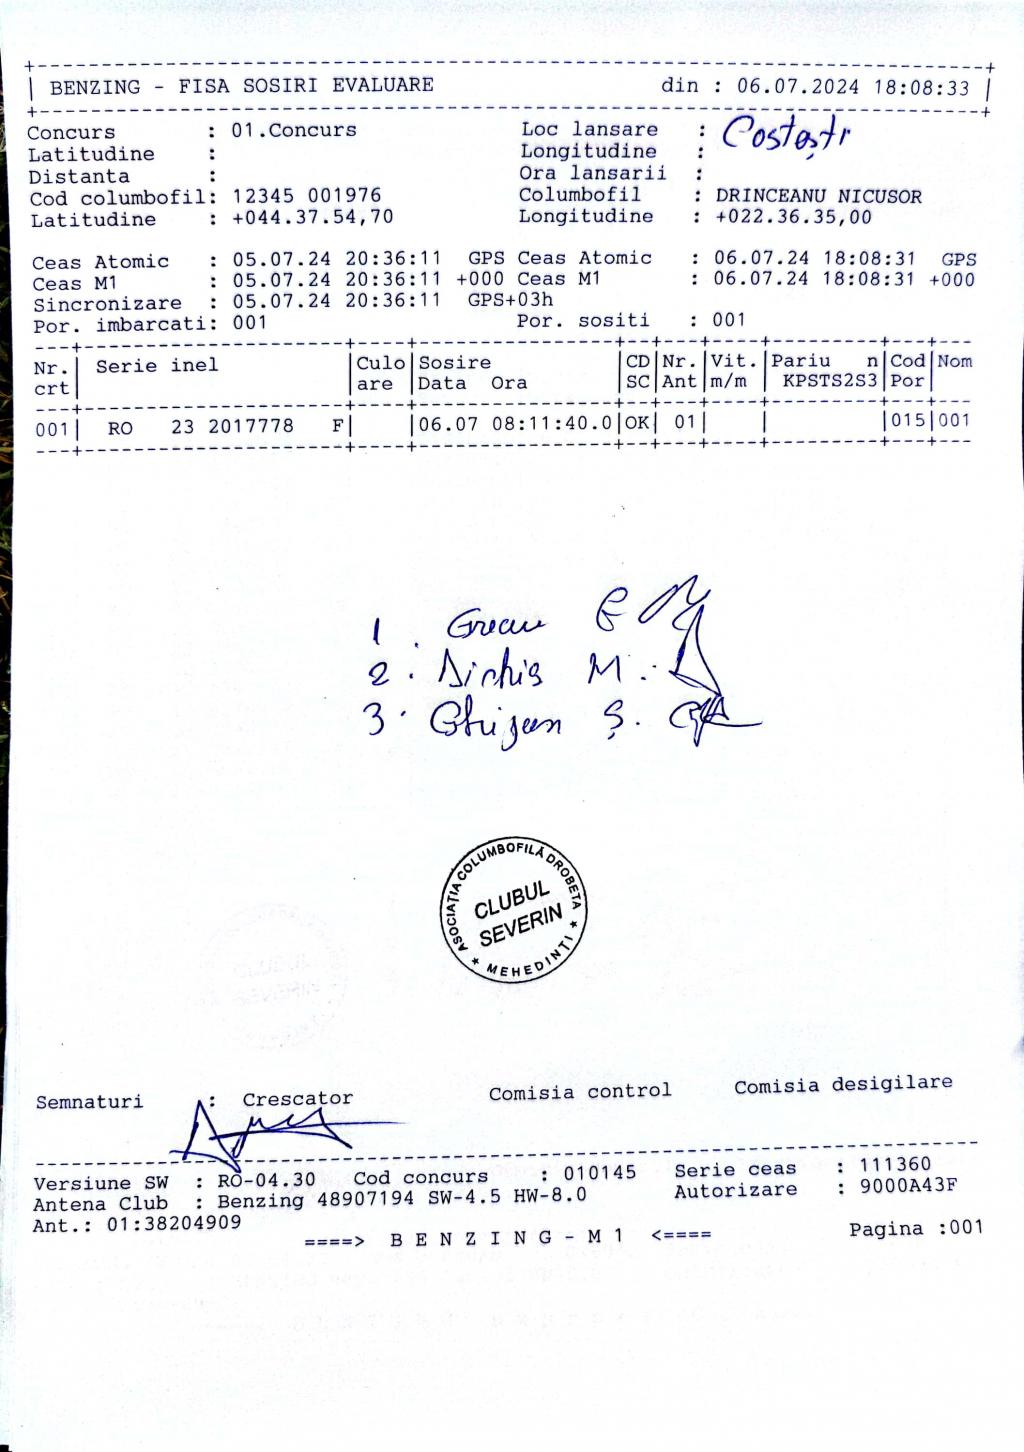 BENZING - FISA SOSIRI EVALUARE din : 06.07.2024 18:08:33
Concurs : 01.Concurs Loc lansare : Costești
Latitudine : Longitudine :
Distanta : Ora lansarii :
Cod columbofil: 12345 001976 Columbofil : DRINCEANU NICUSOR
Latitudine : +044.37.54,70 Longitudine : +022.36.35,00
Ceas Atomic : 05.07.24 20:36:11 GPS Ceas Atomic : 06.07.24 18:08:31 GPS
Ceas M1 : 05.07.24 20:36:11 +000 Ceas M1 : 06.07.24 18:08:31 +000
Sincronizare : 05.07.24 20:36:11 GPS+03h
Por. imbarcati: 001 Por. sositi : 001
Nr. | Serie inel |Culo|Sosire |CD|Nr.|Vit.|Pariu n|Cod|Nom
crt| |are |Data Ora |SC|Ant|m/m | KPSTS2S3|Por|
001| RO 23 2017778 F| |06.07 08:11:40.0|OK| 01| | |015|001
1.
2. M.
3. Ș.
ASOCIAȚIA COLUMBOFILĂ DROBETA
CLUBUL
SEVERIN
* MEHEDINȚI *
Semnaturi : Crescator Comisia control Comisia desigilare
Versiune SW : RO-04.30 Cod concurs : 010145 Serie ceas : 111360
Antena Club : Benzing 48907194 SW-4.5 HW-8.0 Autorizare : 9000A43F
Ant.: 01:38204909
====> B E N Z I N G - M 1 <==== Pagina :001